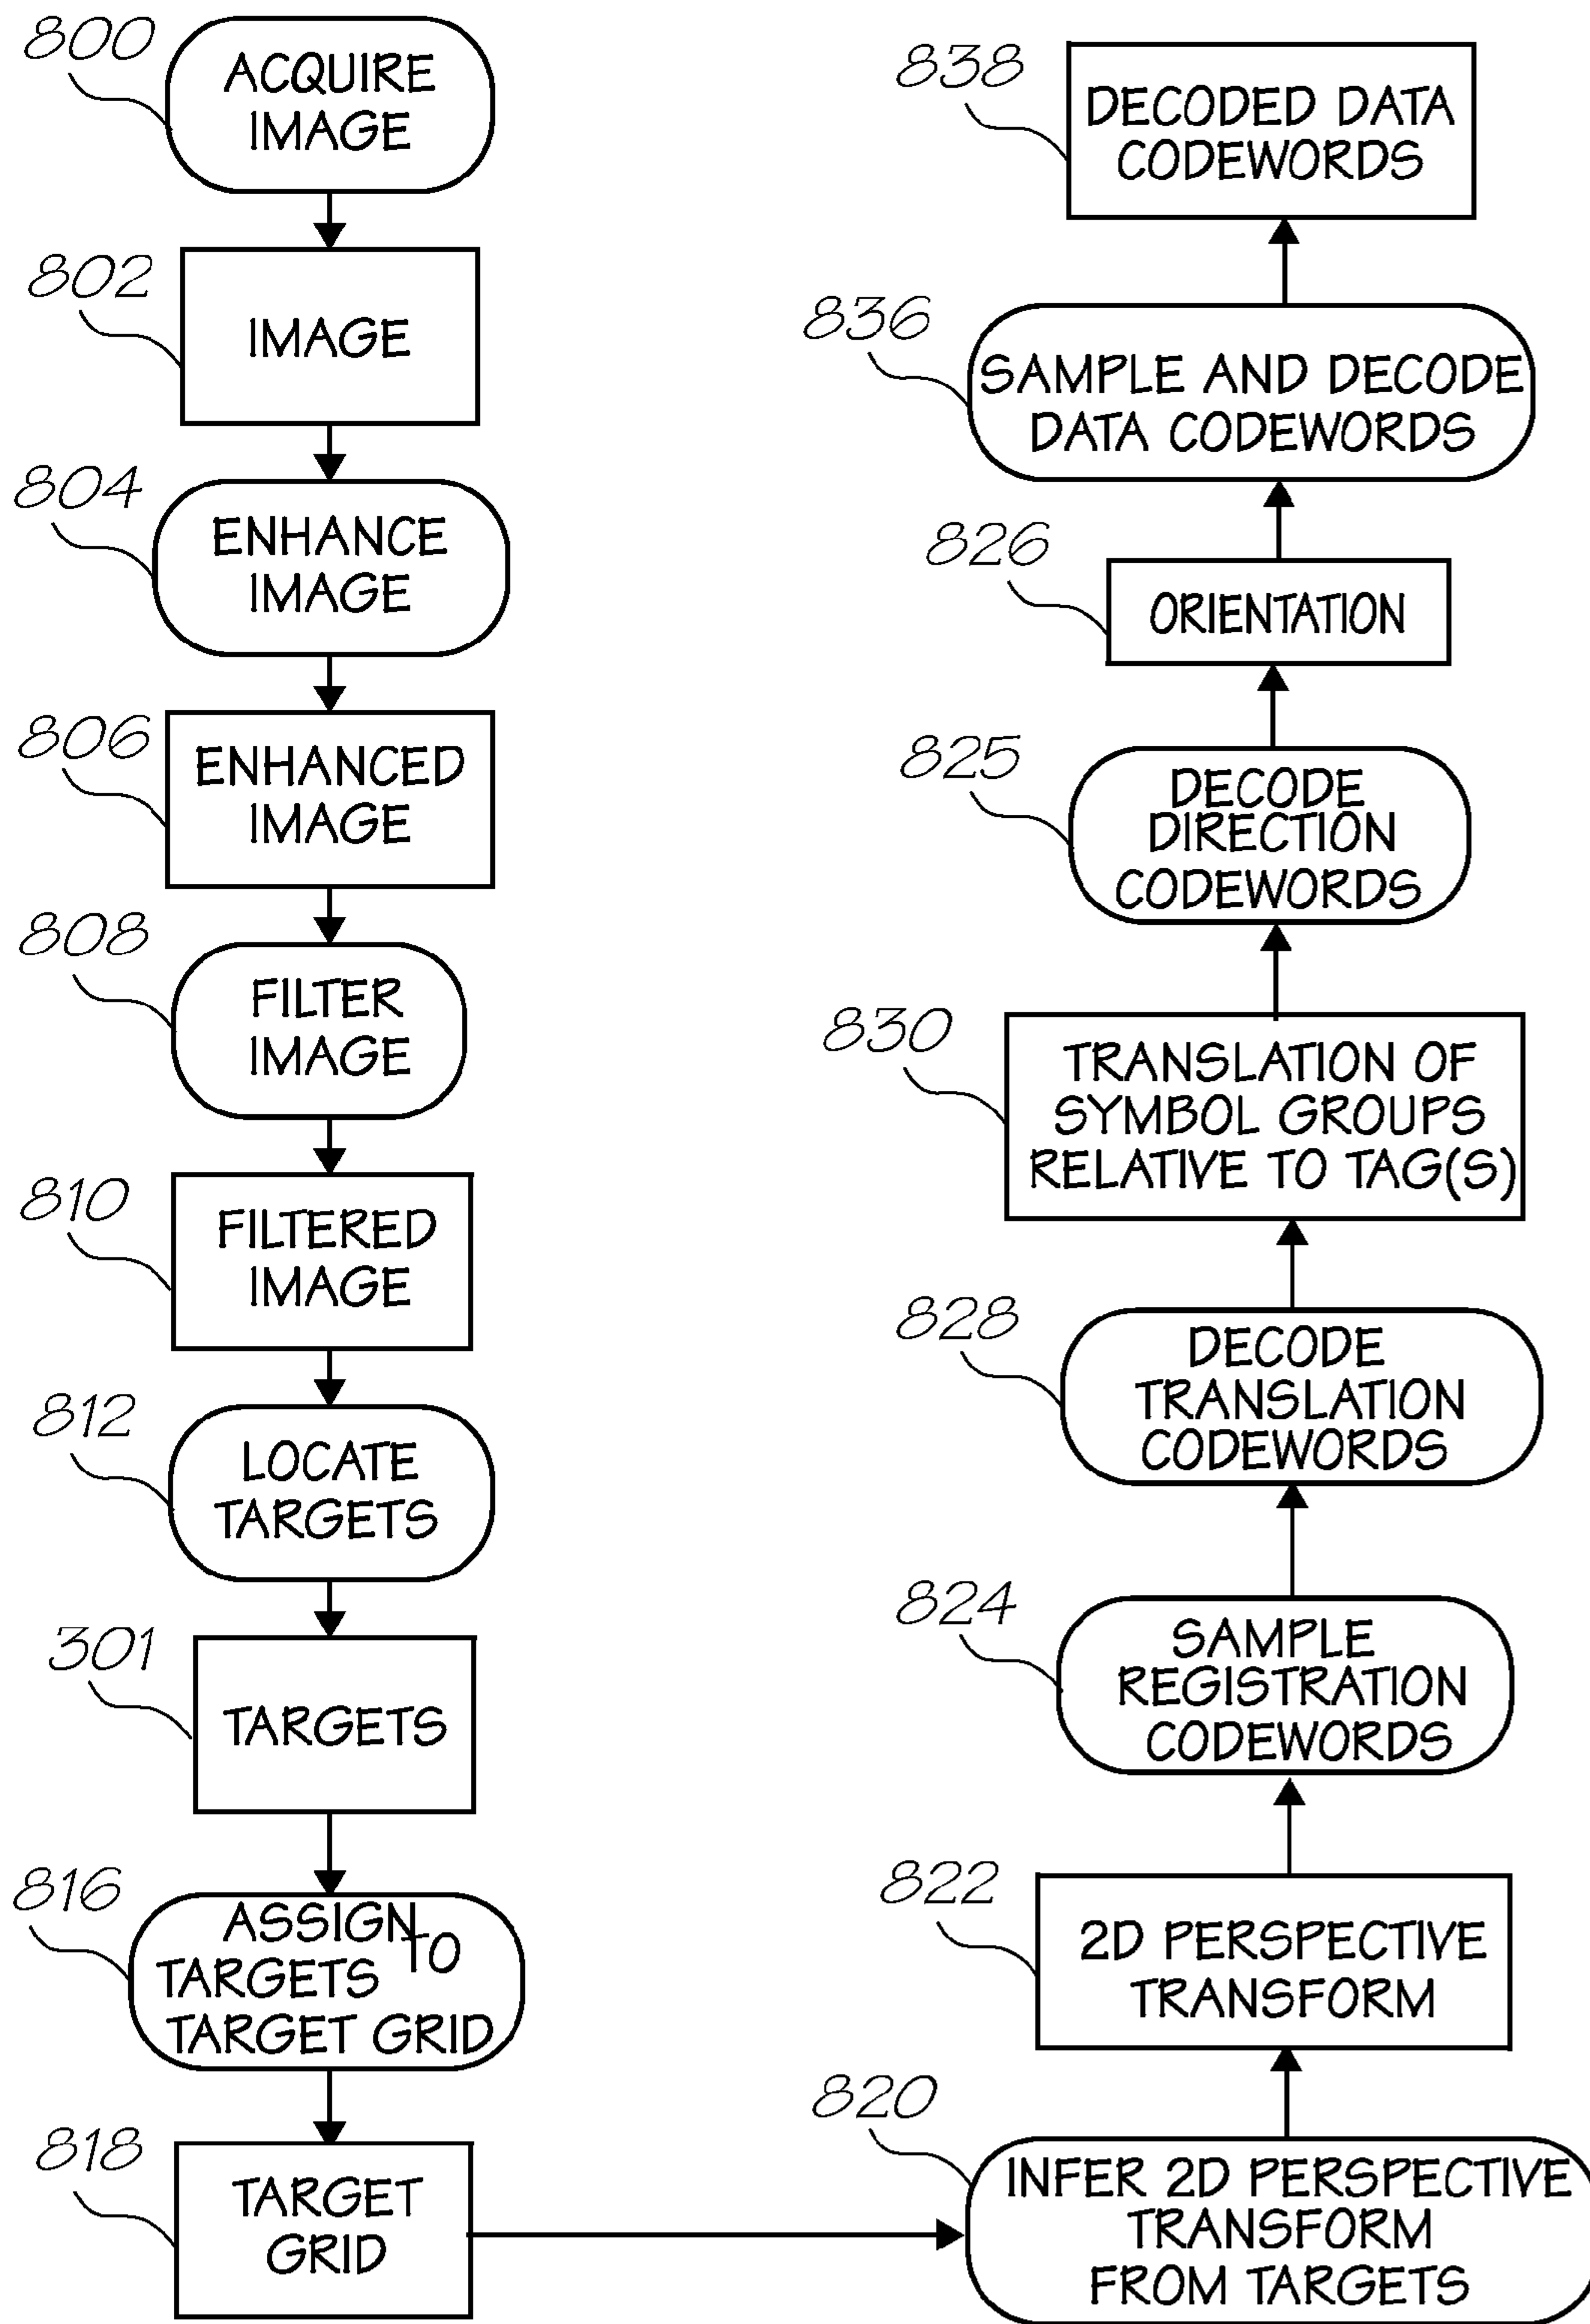 800
ACQUIRE
IMAGE
802
IMAGE
804
ENHANCE
IMAGE
806
ENHANCED
IMAGE
808
FILTER
IMAGE
810
FILTERED
IMAGE
812
LOCATE
TARGETS
301
TARGETS
816
ASSIGN
TARGETS TO
TARGET GRID
818
TARGET
GRID
820
INFER 2D PERSPECTIVE
TRANSFORM
FROM TARGETS
822
2D PERSPECTIVE
TRANSFORM
824
SAMPLE
REGISTRATION
CODEWORDS
828
DECODE
TRANSLATION
CODEWORDS
830
TRANSLATION OF
SYMBOL GROUPS
RELATIVE TO TAG(S)
825
DECODE
DIRECTION
CODEWORDS
826
ORIENTATION
836
SAMPLE AND DECODE
DATA CODEWORDS
838
DECODED DATA
CODEWORDS